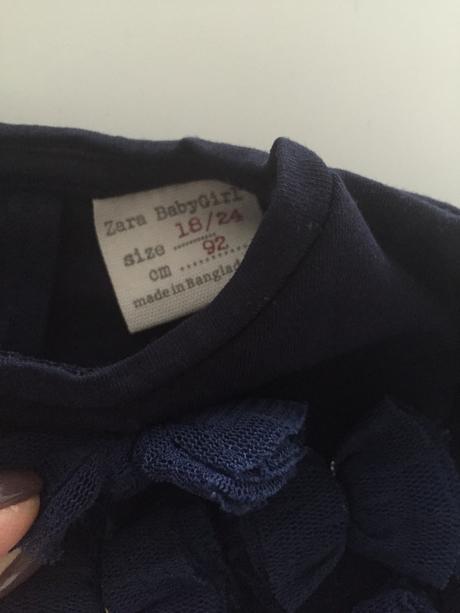 Zara BabyGirl
size 18/24
cm 92
made in Banglad